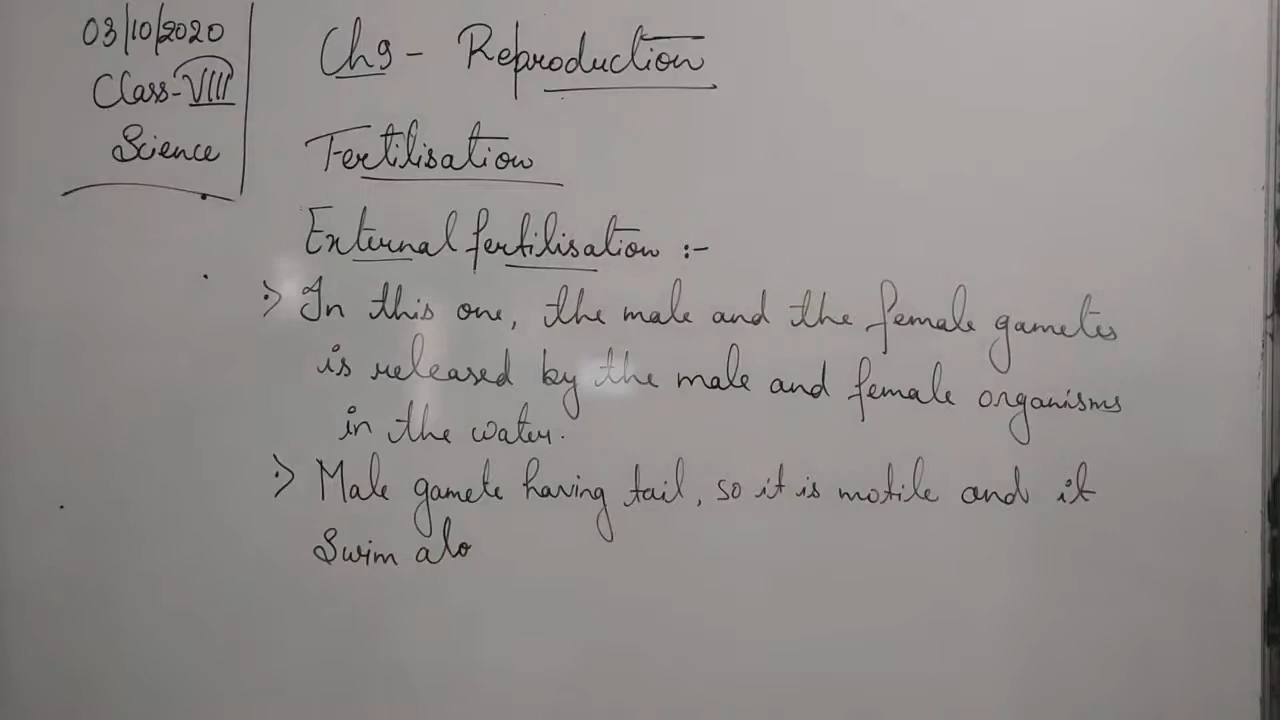 03/10/2020
Class-VIII
Science
Ch9 - Reproduction
Fertilisation
External fertilisation :-
In this one, the male and the female gametes
is released by the male and female organisms
in the water.
Male gamete having tail, so it is motile and it
Swim alo